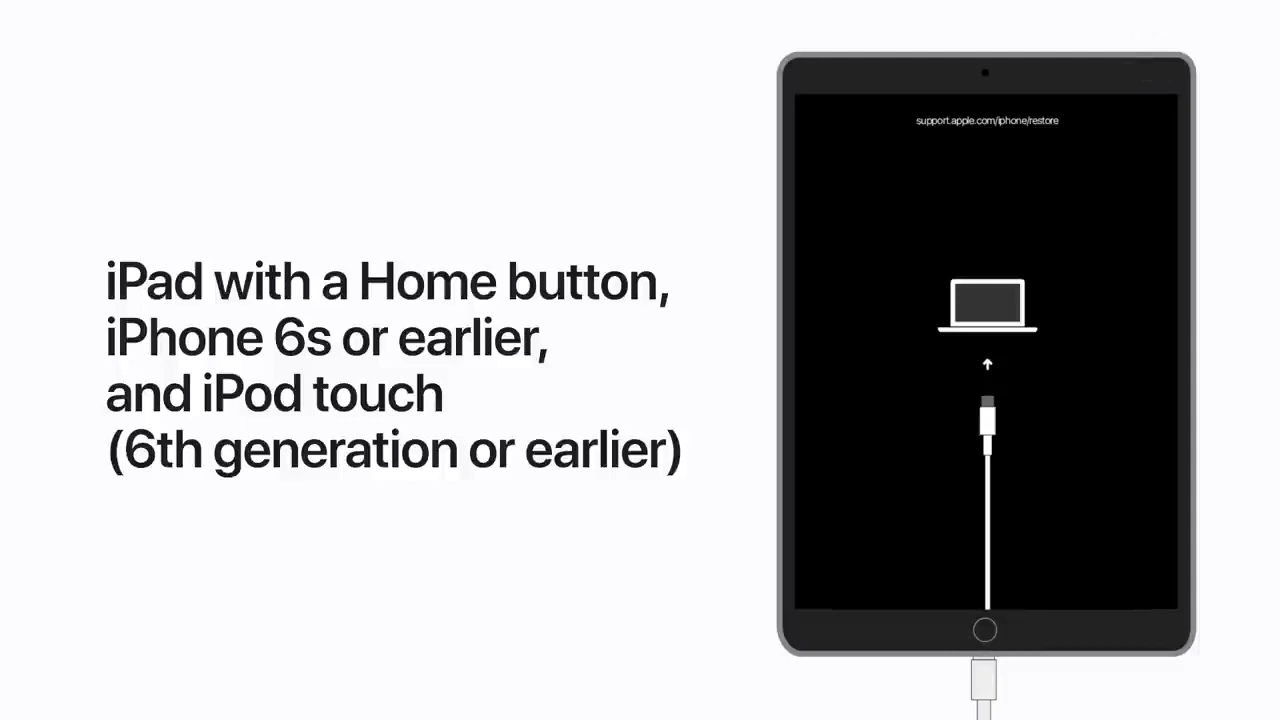 iPad with a Home button,
iPhone 6s or earlier,
and iPod touch
(6th generation or earlier)
support.apple.com/iphone/restore